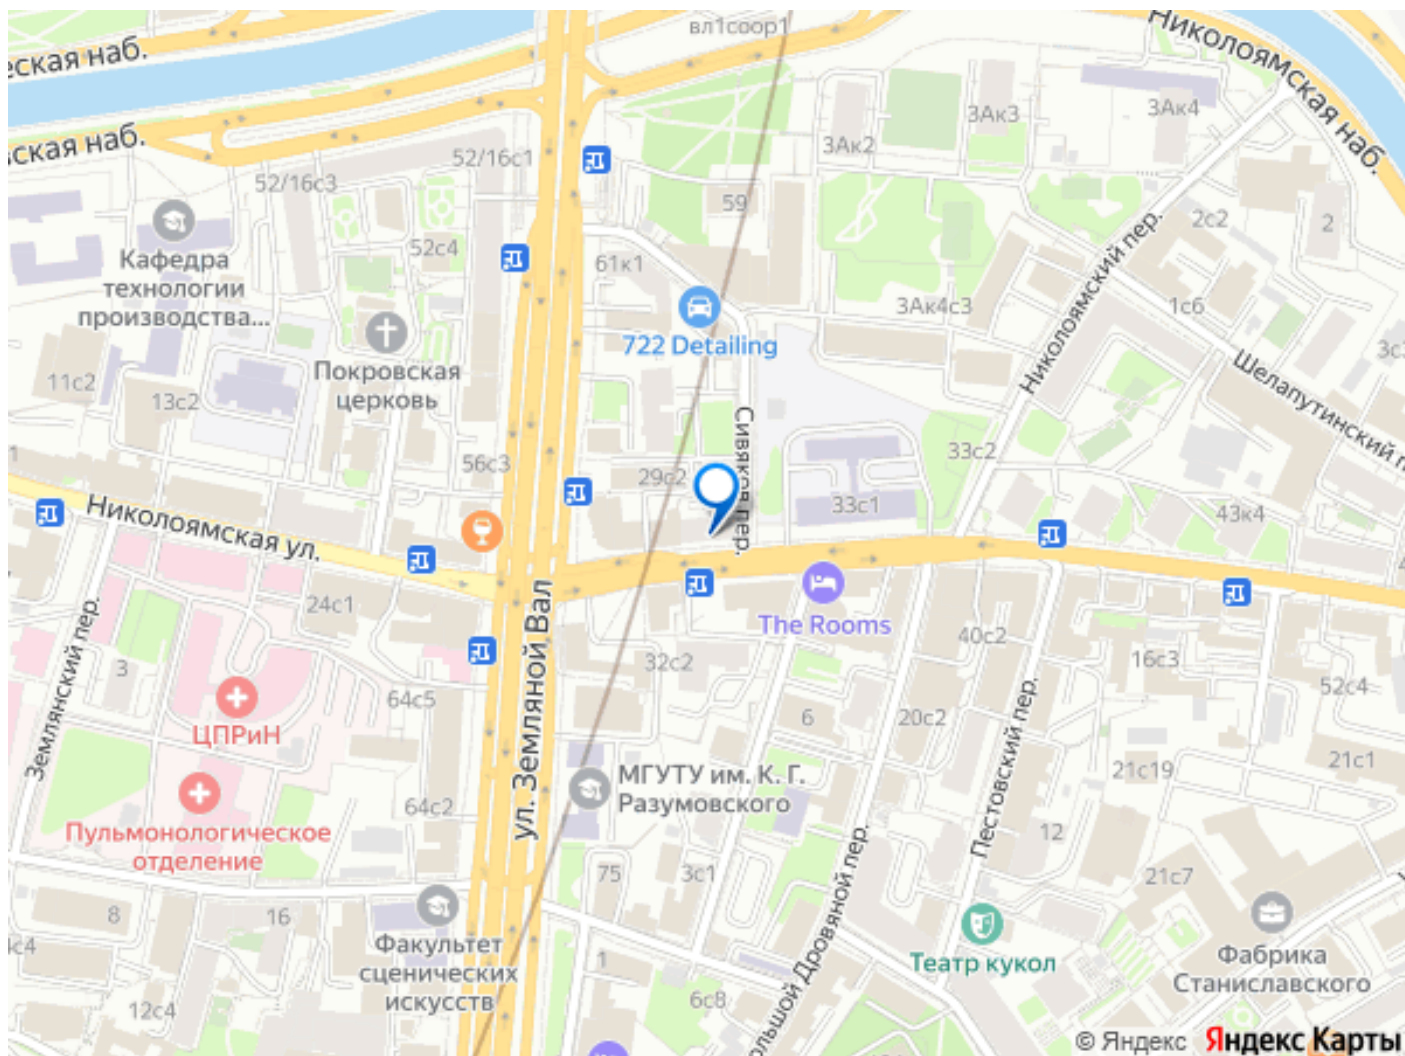 вл1соор1
Николоямская наб.
еская наб.
ская наб.
52/16с1
52/16с3
3Ак3
3Ак4
3Ак2
59
2с2
2
52с4
Кафедра
технологии
производства...
61к1
Николоямский пер.
3Ак4с3
1с6
722 Detailing
Покровская
церковь
11с2
13с2
Шелапутинский п
Сивяков пер.
33с2
56с3
29с2
33с1
43к4
Николоямская ул.
24с1
The Rooms
40с2
16с3
52с4
Землянский пер.
3
32с2
64с5
ул. Земляной Вал
6
20с2
ЦПРиН
21с1
21с19
МГУТУ им. К. Г.
Разумовского
Пестовский пер.
64с2
12
Пульмонологическое
отделение
75
3с1
21с7
8
16
Факультет
сценических
искусств
1
ольшой Дровяной пер.
Театр кукол
Фабрика
Станиславского
12с4
6с8
© Яндекс Яндекс Карты